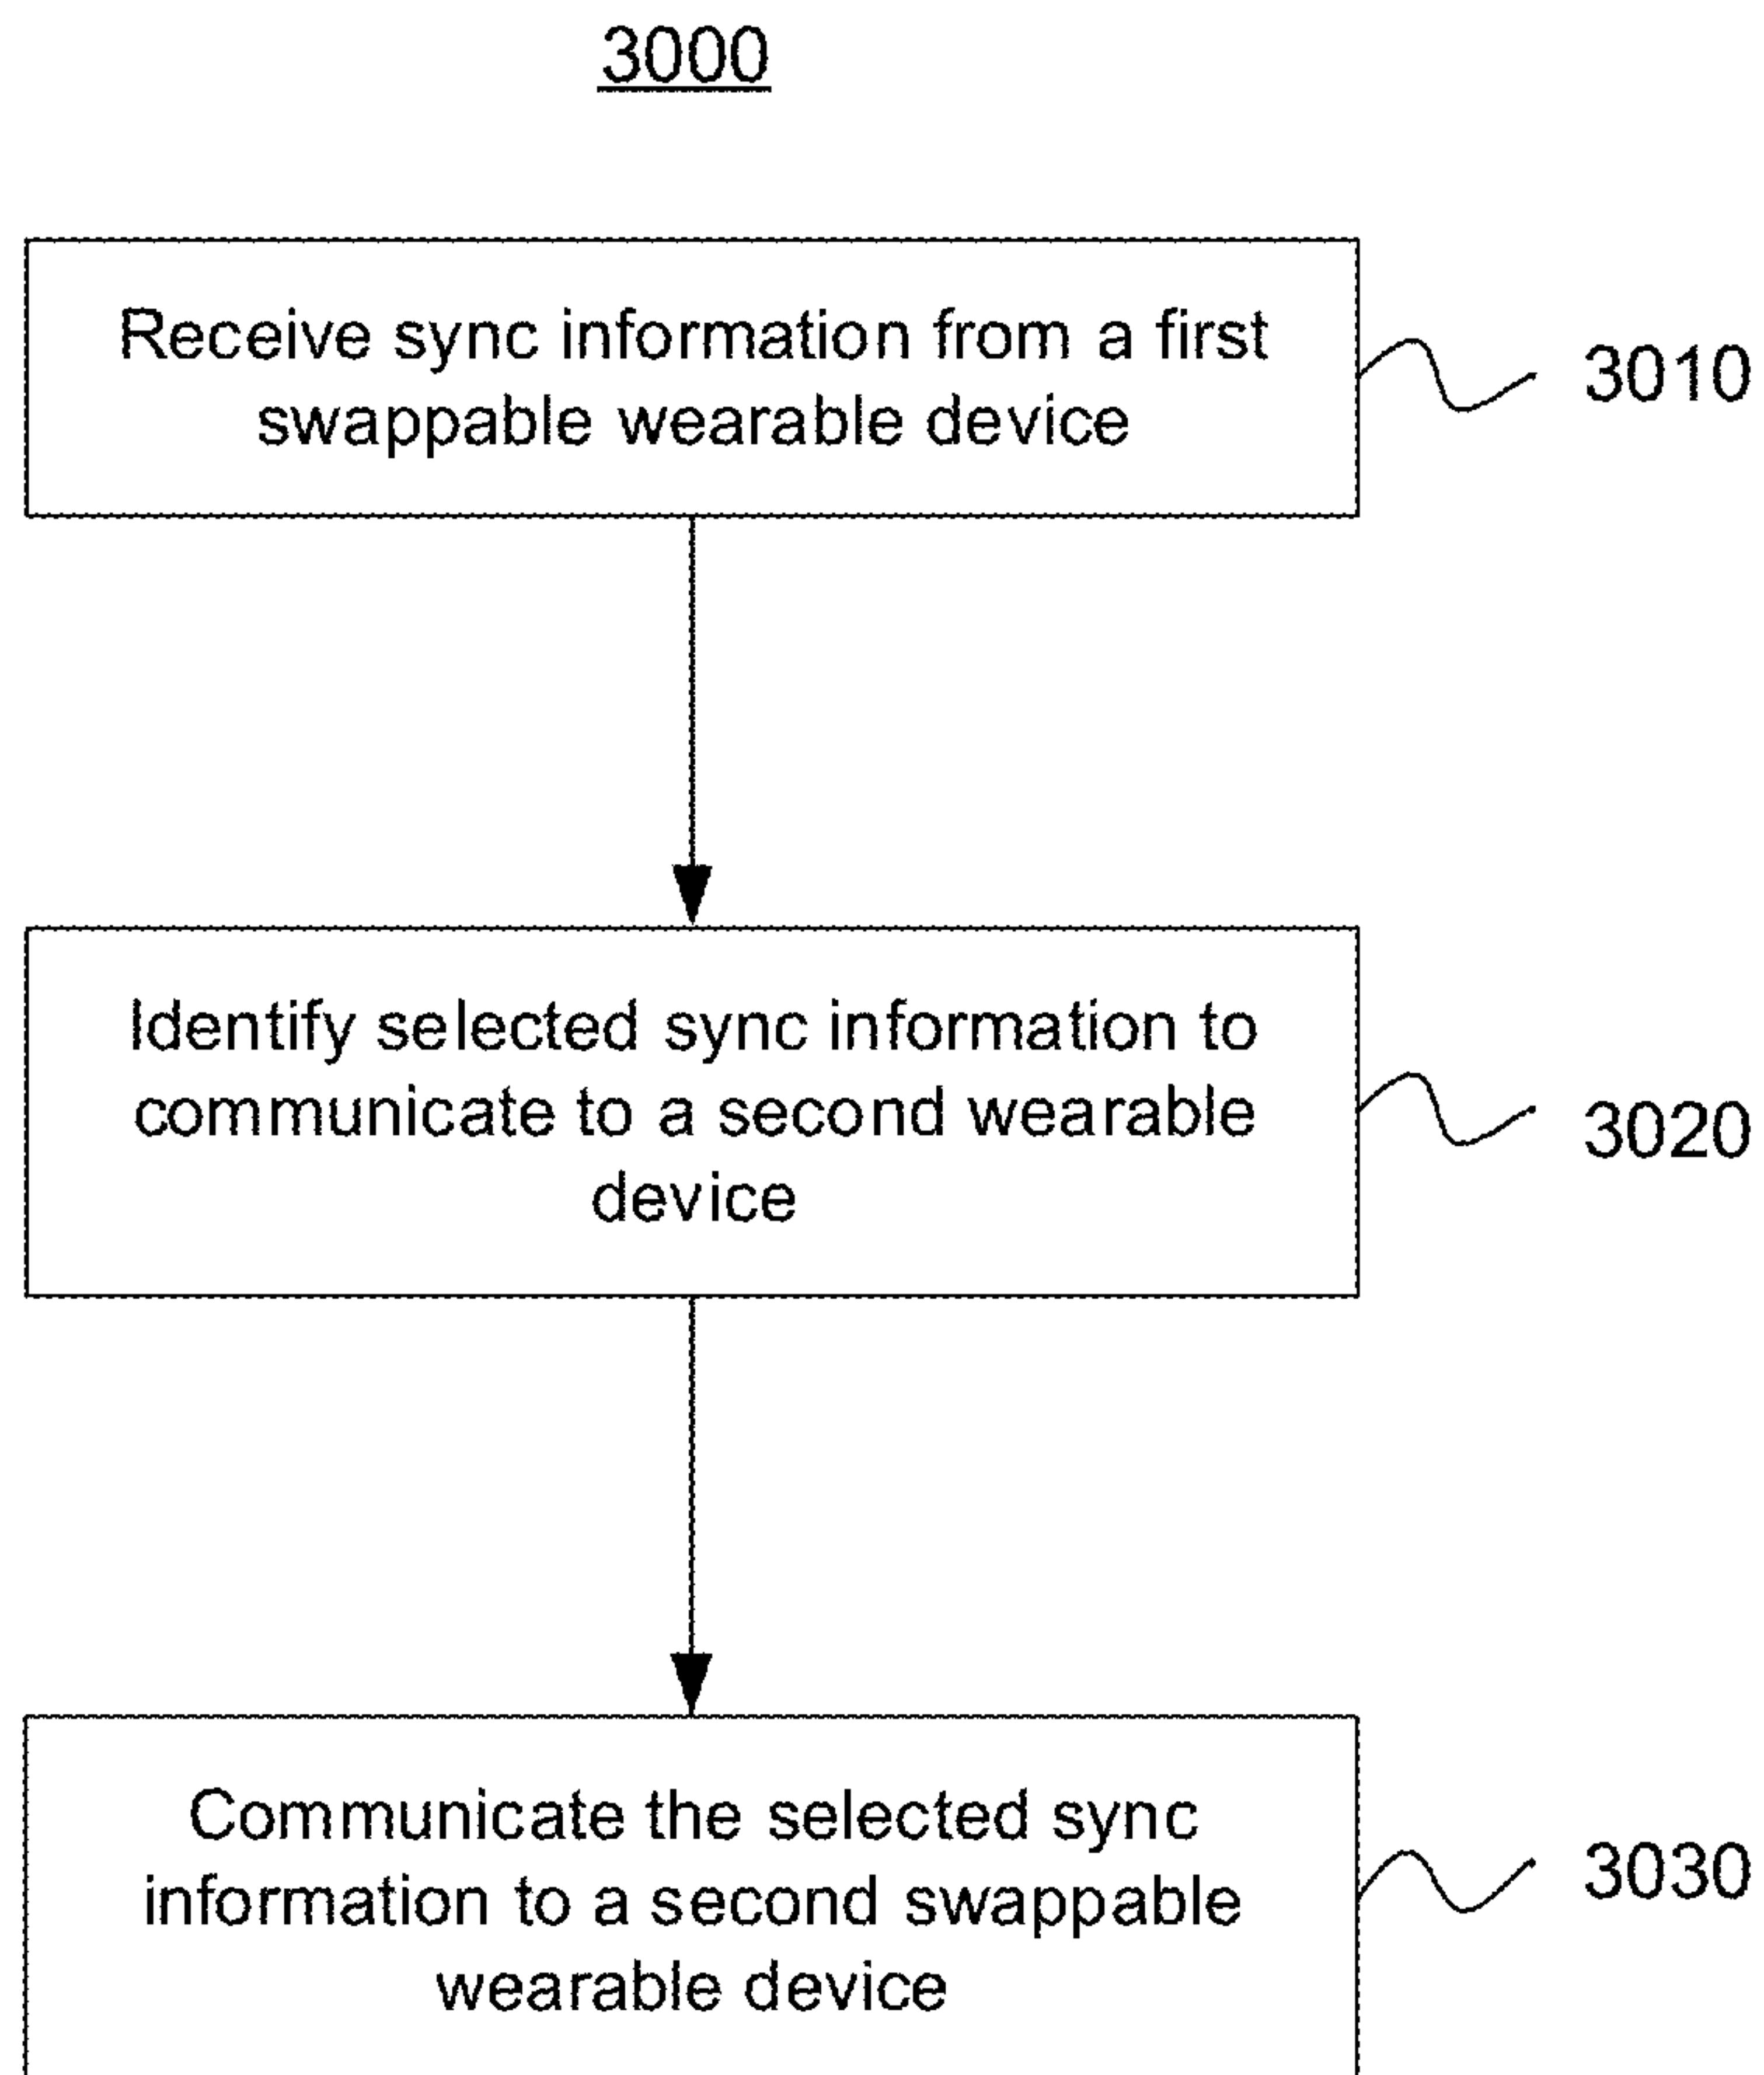 3000
Receive sync information from a first
swappable wearable device
3010
Identify selected sync information to
communicate to a second wearable
device
3020
Communicate the selected sync
information to a second swappable
wearable device
3030